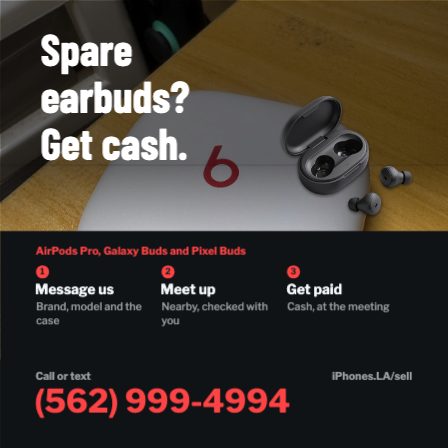 Spare
earbuds?
Get cash.
AirPods Pro, Galaxy Buds and Pixel Buds
1
Message us
Brand, model and the
case
2
Meet up
Nearby, checked with
you
3
Get paid
Cash, at the meeting
Call or text
iPhones.LA/sell
(562) 999-4994